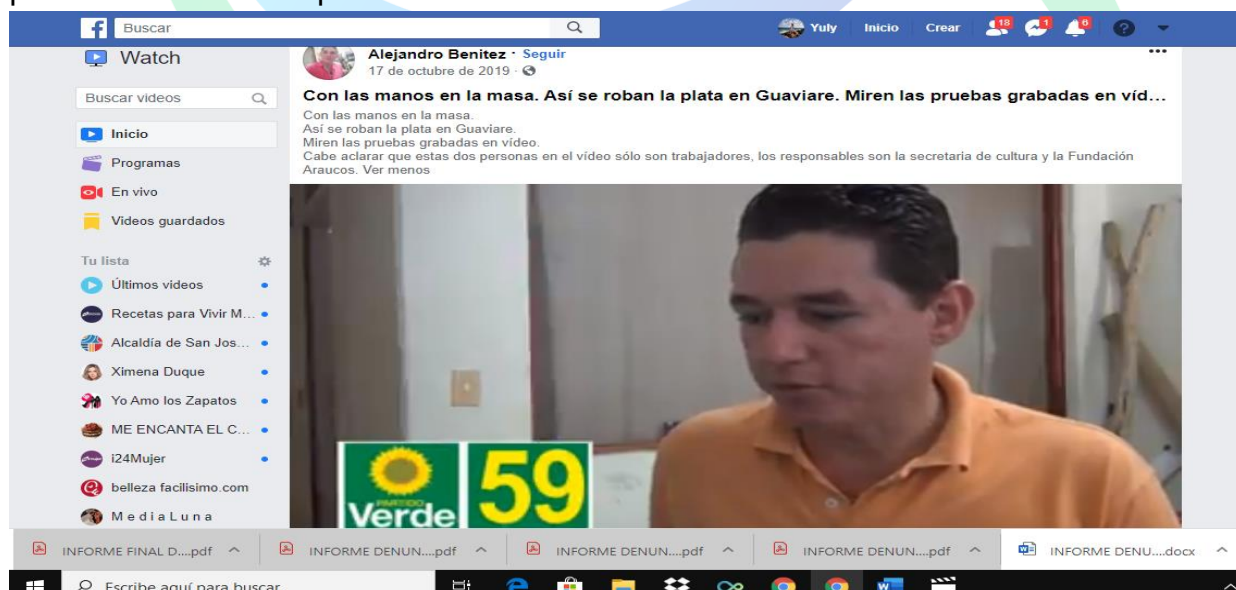 Buscar
Yuly Inicio Crear 18 1 6
Watch
Buscar videos
Inicio
Programas
En vivo
Videos guardados
Tu lista
Últimos videos
Recetas para Vivir M...
Alcaldía de San Jos...
Ximena Duque
Yo Amo los Zapatos
ME ENCANTA EL C...
i24Mujer
belleza facilisimo.com
M e d i a L u n a
Alejandro Benitez · Seguir
17 de octubre de 2019 ·
Con las manos en la masa. Así se roban la plata en Guaviare. Miren las pruebas grabadas en víd...
Con las manos en la masa.
Así se roban la plata en Guaviare.
Miren las pruebas grabadas en vídeo.
Cabe aclarar que estas dos personas en el vídeo sólo son trabajadores, los responsables son la secretaria de cultura y la Fundación
Araucos. Ver menos
PARTIDO
Verde
59
INFORME FINAL D....pdf
INFORME DENUN....pdf
INFORME DENUN....pdf
INFORME DENUN....pdf
INFORME DENU....docx
Escribe aquí para buscar